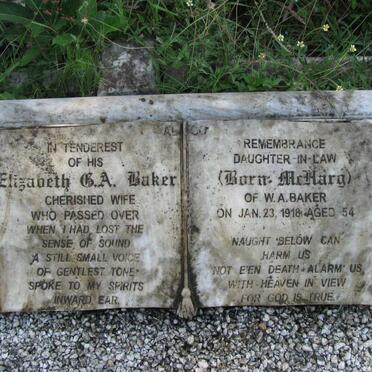 IN TENDEREST
OF HIS
Elizabeth G.A. Baker
CHERISHED WIFE
WHO PASSED OVER
WHEN I HAD LOST THE
SENSE OF SOUND
A STILL SMALL VOICE
OF GENTLEST TONE
SPOKE TO MY SPIRITS
INWARD EAR.
REMEMBRANCE
DAUGHTER-IN-LAW
(Born McHarg)
OF W.A. BAKER
ON JAN. 23, 1918 AGED 54
NAUGHT BELOW CAN
HARM US
NOT E'EN DEATH ALARM US
WITH HEAVEN IN VIEW
FOR GOD IS TRUE.